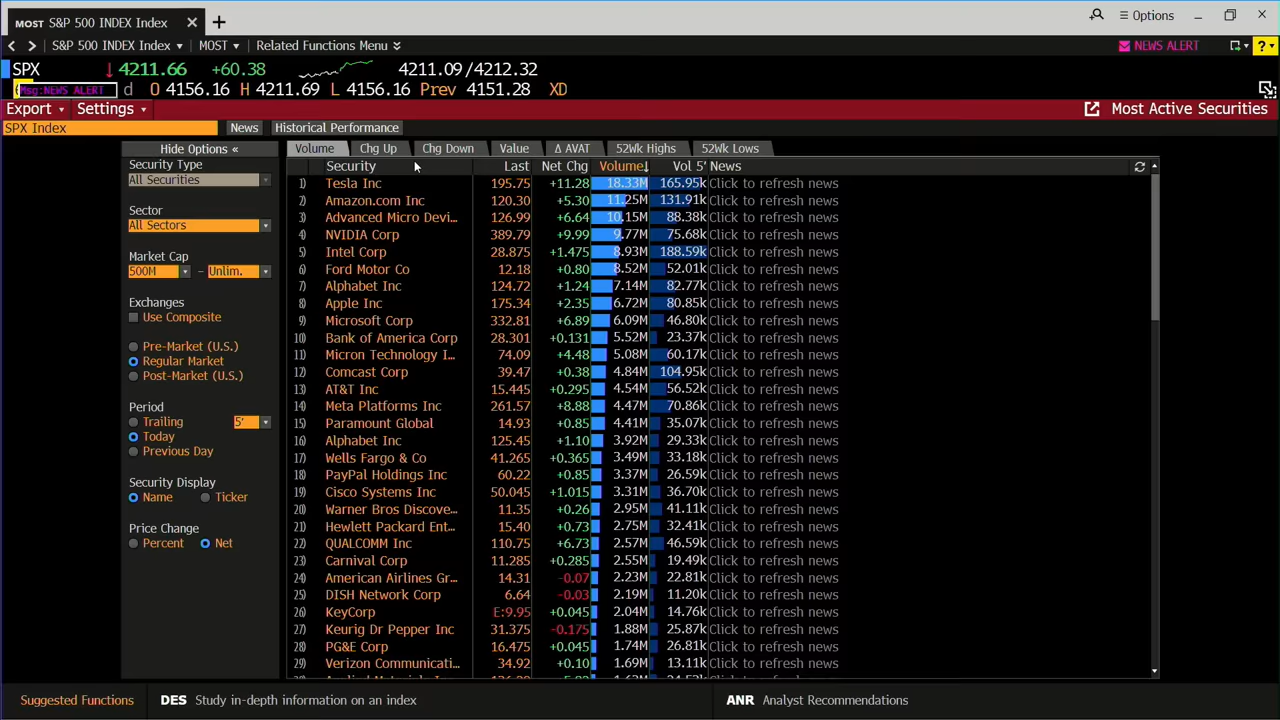 MOST S&P 500 INDEX Index
Options
S&P 500 INDEX Index MOST Related Functions Menu NEWS ALERT ?
SPX 4211.66 +60.38 4211.09/4212.32
Msg:NEWS ALERT d O 4156.16 H 4211.69 L 4156.16 Prev 4151.28 XD
Export Settings Most Active Securities
SPX Index News Historical Performance
Hide Options «
Security Type
All Securities
Sector
All Sectors
Market Cap
500M – Unlim.
Exchanges
Use Composite
Pre-Market (U.S.)
Regular Market
Post-Market (U.S.)
Period
Trailing 5'
Today
Previous Day
Security Display
Name Ticker
Price Change
Percent Net
Volume Chg Up Chg Down Value Δ AVAT 52Wk Highs 52Wk Lows
Security Last Net Chg Volume↓ Vol 5' News
1) Tesla Inc 195.75 +11.28 18.33M 165.95k Click to refresh news
2) Amazon.com Inc 120.30 +5.30 11.25M 131.91k Click to refresh news
3) Advanced Micro Devi... 126.99 +6.64 10.15M 88.38k Click to refresh news
4) NVIDIA Corp 389.79 +9.99 9.77M 75.68k Click to refresh news
5) Intel Corp 28.875 +1.475 8.93M 188.59k Click to refresh news
6) Ford Motor Co 12.18 +0.80 8.52M 52.01k Click to refresh news
7) Alphabet Inc 124.72 +1.24 7.14M 82.77k Click to refresh news
8) Apple Inc 175.34 +2.35 6.72M 80.85k Click to refresh news
9) Microsoft Corp 332.81 +6.89 6.09M 46.80k Click to refresh news
10) Bank of America Corp 28.301 +0.131 5.52M 23.37k Click to refresh news
11) Micron Technology I... 74.09 +4.48 5.08M 60.17k Click to refresh news
12) Comcast Corp 39.47 +0.38 4.84M 104.95k Click to refresh news
13) AT&T Inc 15.445 +0.295 4.54M 56.52k Click to refresh news
14) Meta Platforms Inc 261.57 +8.88 4.47M 70.86k Click to refresh news
15) Paramount Global 14.93 +0.85 4.41M 35.07k Click to refresh news
16) Alphabet Inc 125.45 +1.10 3.92M 29.33k Click to refresh news
17) Wells Fargo & Co 41.265 +0.365 3.49M 33.18k Click to refresh news
18) PayPal Holdings Inc 60.22 +0.85 3.37M 26.59k Click to refresh news
19) Cisco Systems Inc 50.045 +1.015 3.31M 36.70k Click to refresh news
20) Warner Bros Discove... 11.35 +0.26 2.95M 41.11k Click to refresh news
21) Hewlett Packard Ent... 15.40 +0.73 2.75M 32.41k Click to refresh news
22) QUALCOMM Inc 110.75 +6.73 2.57M 46.59k Click to refresh news
23) Carnival Corp 11.285 +0.285 2.55M 19.49k Click to refresh news
24) American Airlines Gr... 14.31 -0.07 2.23M 22.81k Click to refresh news
25) DISH Network Corp 6.64 -0.03 2.19M 11.20k Click to refresh news
26) KeyCorp E:9.95 +0.045 2.04M 14.76k Click to refresh news
27) Keurig Dr Pepper Inc 31.375 -0.175 1.88M 25.87k Click to refresh news
28) PG&E Corp 16.475 +0.045 1.74M 26.81k Click to refresh news
29) Verizon Communicati... 34.92 +0.10 1.69M 13.11k Click to refresh news
Suggested Functions DES Study in-depth information on an index ANR Analyst Recommendations